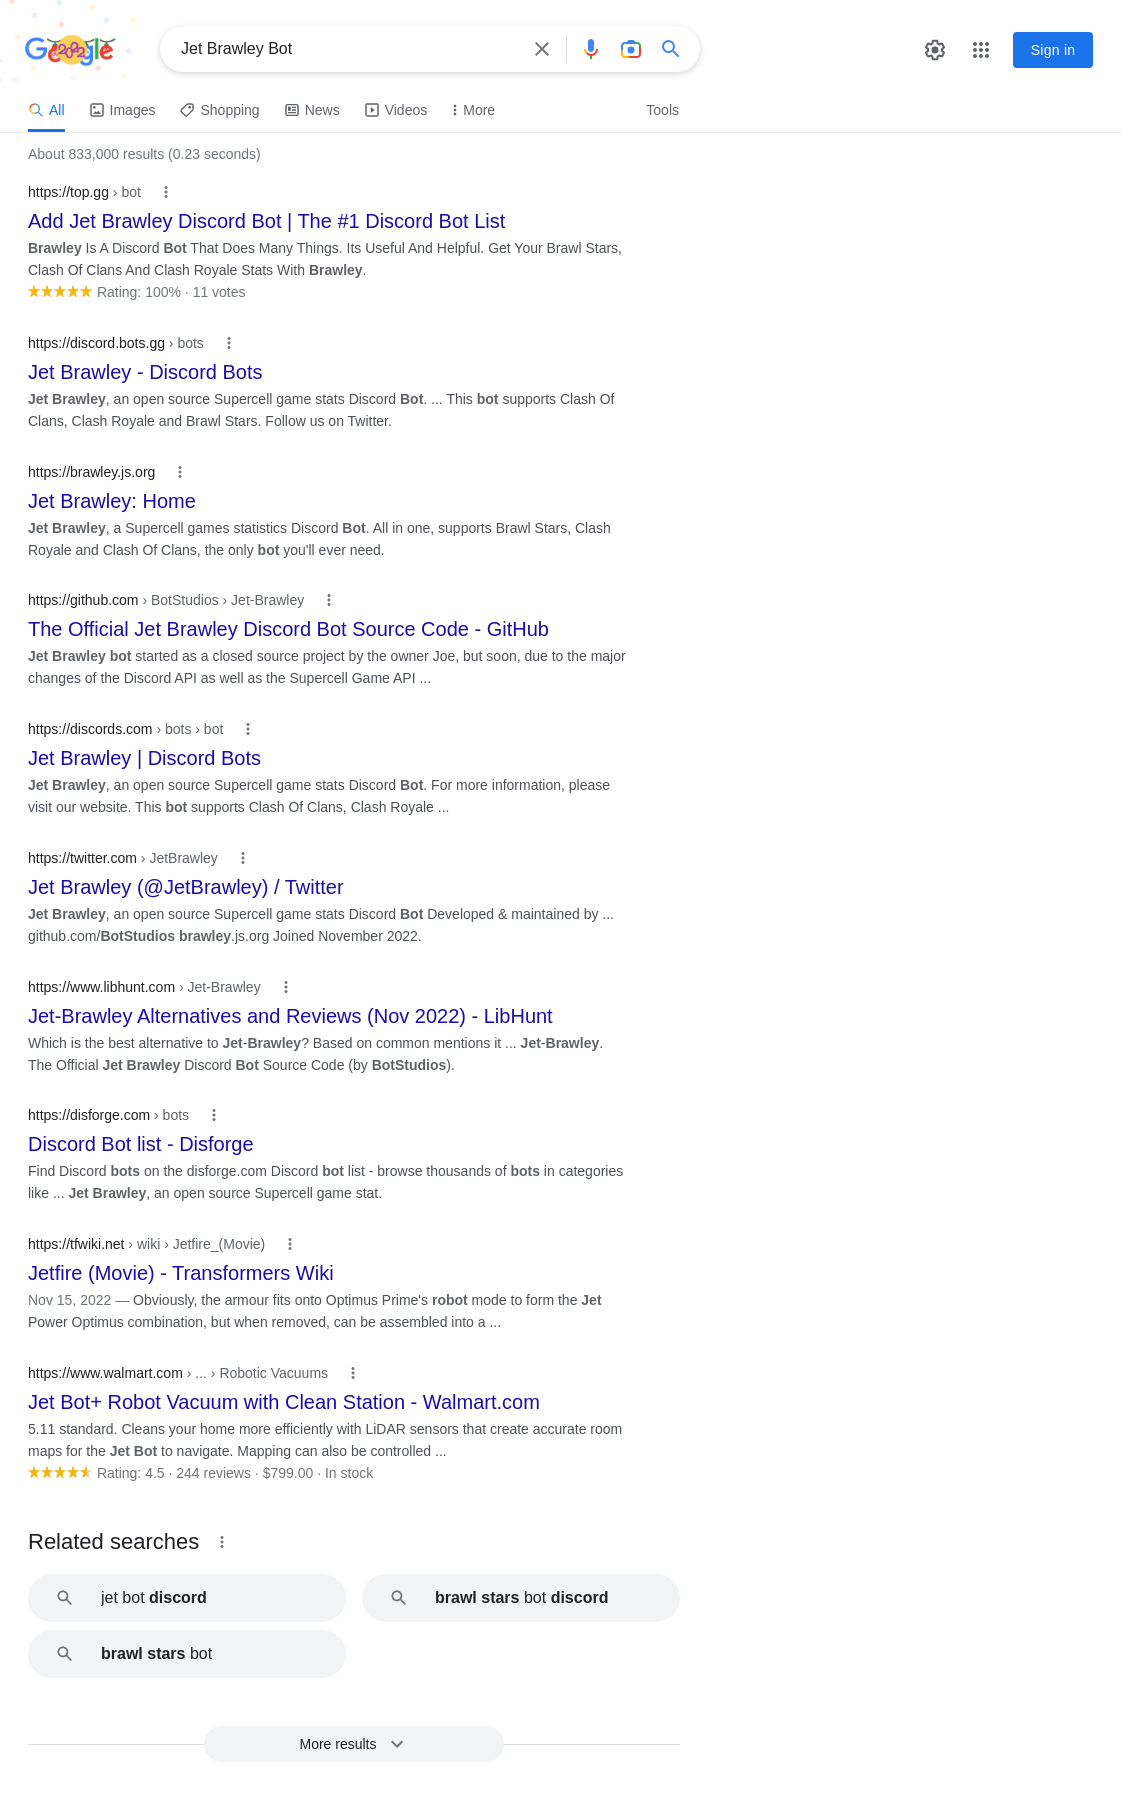 Google
Jet Brawley Bot
Sign in
All Images Shopping News Videos More Tools
About 833,000 results (0.23 seconds)
https://top.gg › bot
Add Jet Brawley Discord Bot | The #1 Discord Bot List
Brawley Is A Discord Bot That Does Many Things. Its Useful And Helpful. Get Your Brawl Stars,
Clash Of Clans And Clash Royale Stats With Brawley.
Rating: 100% · 11 votes
https://discord.bots.gg › bots
Jet Brawley - Discord Bots
Jet Brawley, an open source Supercell game stats Discord Bot. ... This bot supports Clash Of
Clans, Clash Royale and Brawl Stars. Follow us on Twitter.
https://brawley.js.org
Jet Brawley: Home
Jet Brawley, a Supercell games statistics Discord Bot. All in one, supports Brawl Stars, Clash
Royale and Clash Of Clans, the only bot you'll ever need.
https://github.com › BotStudios › Jet-Brawley
The Official Jet Brawley Discord Bot Source Code - GitHub
Jet Brawley bot started as a closed source project by the owner Joe, but soon, due to the major
changes of the Discord API as well as the Supercell Game API ...
https://discords.com › bots › bot
Jet Brawley | Discord Bots
Jet Brawley, an open source Supercell game stats Discord Bot. For more information, please
visit our website. This bot supports Clash Of Clans, Clash Royale ...
https://twitter.com › JetBrawley
Jet Brawley (@JetBrawley) / Twitter
Jet Brawley, an open source Supercell game stats Discord Bot Developed & maintained by ...
github.com/BotStudios brawley.js.org Joined November 2022.
https://www.libhunt.com › Jet-Brawley
Jet-Brawley Alternatives and Reviews (Nov 2022) - LibHunt
Which is the best alternative to Jet-Brawley? Based on common mentions it ... Jet-Brawley.
The Official Jet Brawley Discord Bot Source Code (by BotStudios).
https://disforge.com › bots
Discord Bot list - Disforge
Find Discord bots on the disforge.com Discord bot list - browse thousands of bots in categories
like ... Jet Brawley, an open source Supercell game stat.
https://tfwiki.net › wiki › Jetfire_(Movie)
Jetfire (Movie) - Transformers Wiki
Nov 15, 2022 — Obviously, the armour fits onto Optimus Prime's robot mode to form the Jet
Power Optimus combination, but when removed, can be assembled into a ...
https://www.walmart.com › ... › Robotic Vacuums
Jet Bot+ Robot Vacuum with Clean Station - Walmart.com
5.11 standard. Cleans your home more efficiently with LiDAR sensors that create accurate room
maps for the Jet Bot to navigate. Mapping can also be controlled ...
Rating: 4.5 · 244 reviews · $799.00 · In stock
Related searches
jet bot discord
brawl stars bot discord
brawl stars bot
More results